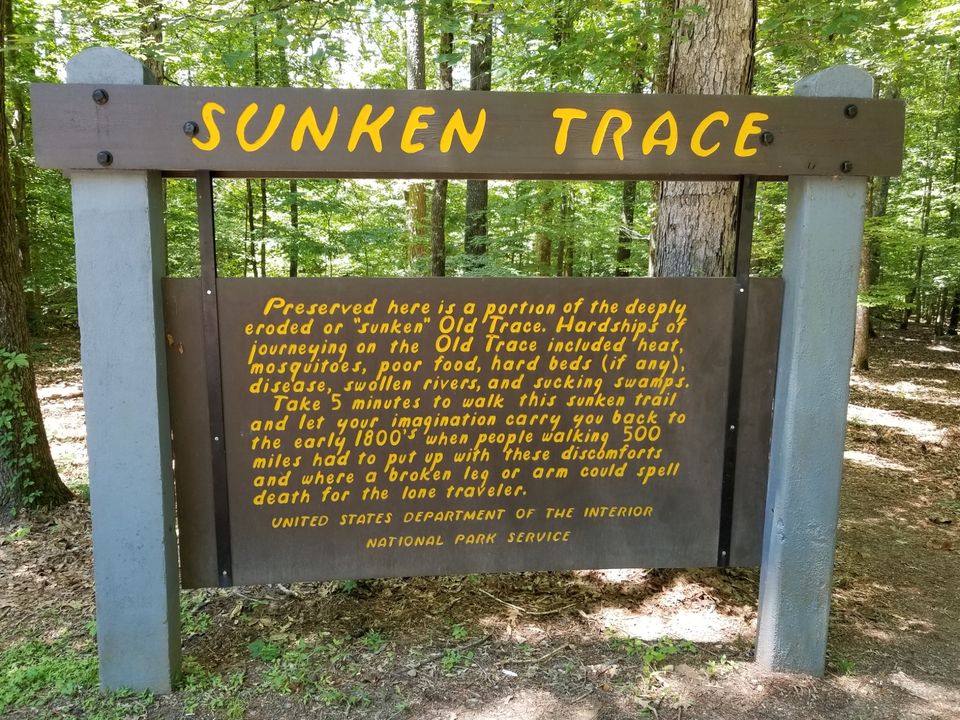 SUNKEN TRACE
Preserved here is a portion of the deeply
eroded or "sunken" Old Trace. Hardships of
journeying on the Old Trace included heat,
mosquitoes, poor food, hard beds (if any),
disease, swollen rivers, and sucking swamps.
Take 5 minutes to walk this sunken trail
and let your imagination carry you back to
the early 1800's when people walking 500
miles had to put up with these discomforts
and where a broken leg or arm could spell
death for the lone traveler.
UNITED STATES DEPARTMENT OF THE INTERIOR
NATIONAL PARK SERVICE